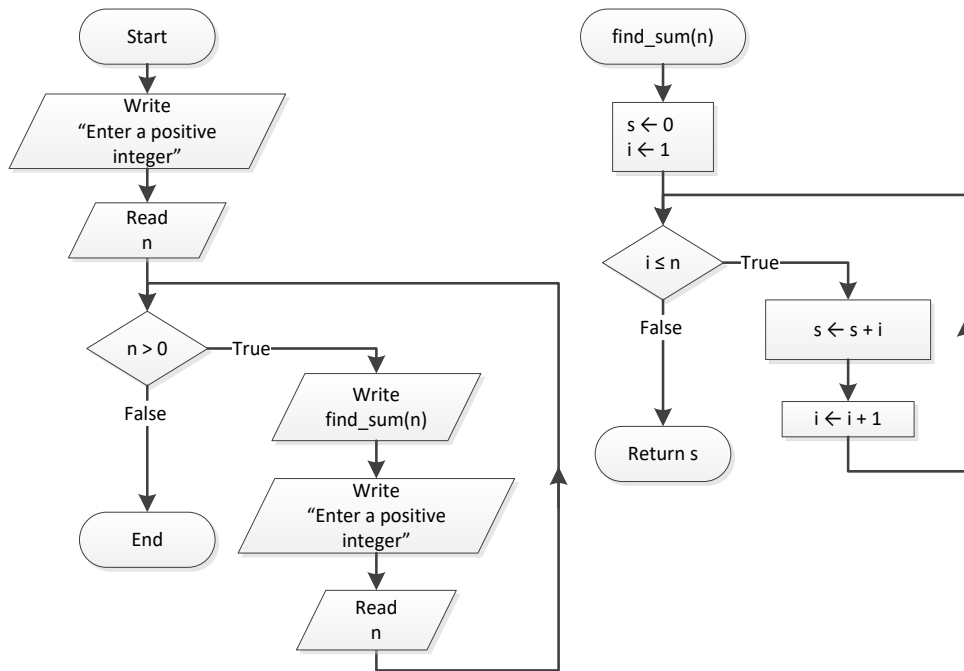 Start
Write
“Enter a positive
integer”
Read
n
n > 0
True
False
Write
find_sum(n)
Write
“Enter a positive
integer”
Read
n
End
find_sum(n)
s ← 0
i ← 1
i ≤ n
True
False
s ← s + i
i ← i + 1
Return s